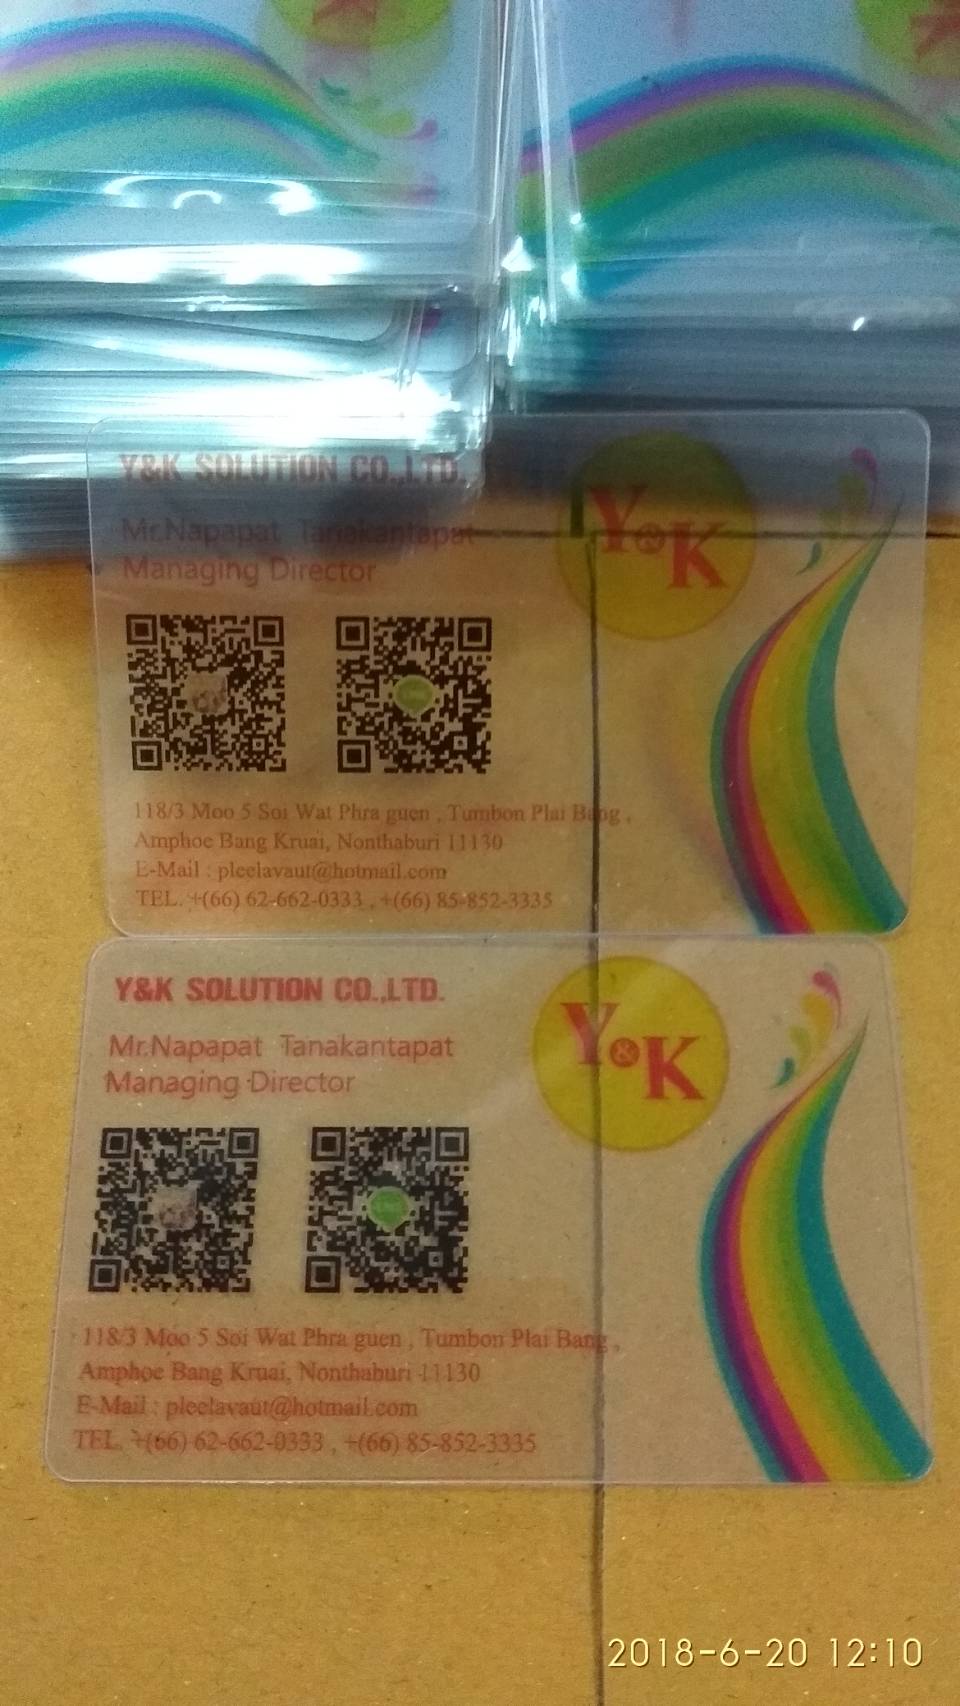 Y&K SOLUTION CO.,LTD.
Mr.Napapat Tanakantapat
Managing Director
Y&K
118/3 Moo 5 Soi Wat Phra guen , Tumbon Plai Bang ,
Amphoe Bang Kruai, Nonthaburi 11130
E-Mail : pleelavaut@hotmail.com
TEL. +(66) 62-662-0333 , +(66) 85-852-3335
Y&K SOLUTION CO.,LTD.
Mr.Napapat Tanakantapat
Managing Director
Y&K
118/3 Moo 5 Soi Wat Phra guen , Tumbon Plai Bang ,
Amphoe Bang Kruai, Nonthaburi 11130
E-Mail : pleelavaut@hotmail.com
TEL. +(66) 62-662-0333 , +(66) 85-852-3335
2018-6-20 12:10